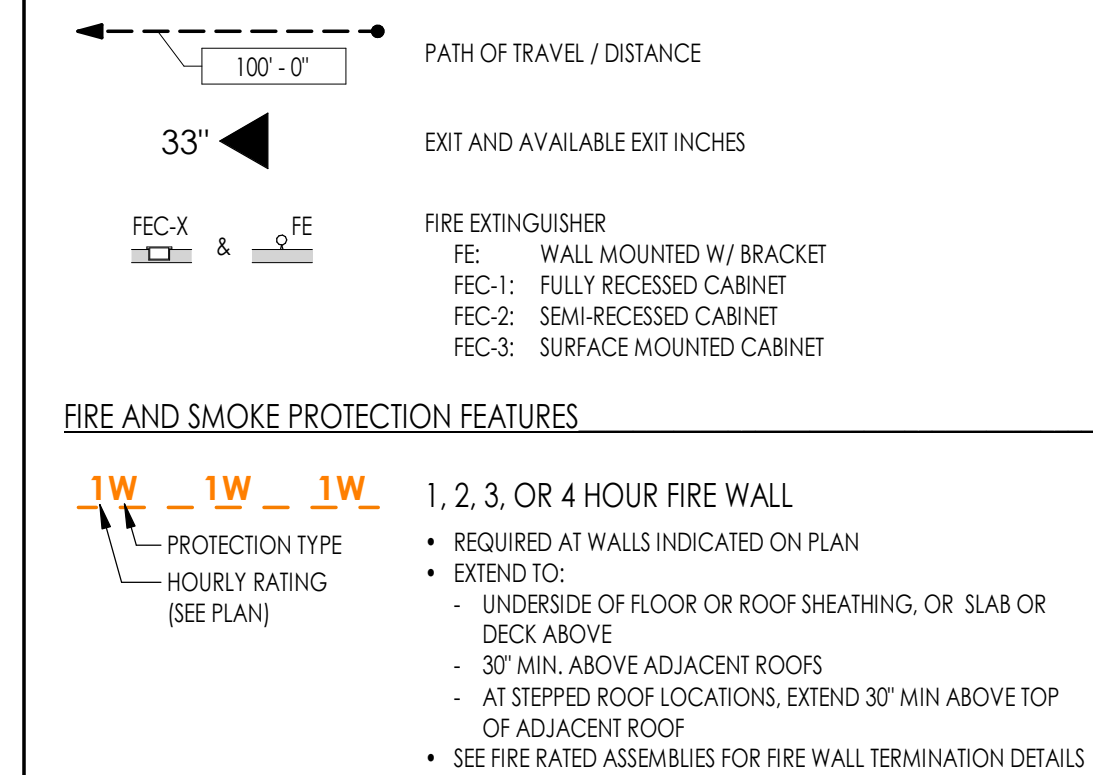 100' - 0"
PATH OF TRAVEL / DISTANCE
33"
EXIT AND AVAILABLE EXIT INCHES
FEC-X & FE
FIRE EXTINGUISHER
FE: WALL MOUNTED W/ BRACKET
FEC-1: FULLY RECESSED CABINET
FEC-2: SEMI-RECESSED CABINET
FEC-3: SURFACE MOUNTED CABINET
FIRE AND SMOKE PROTECTION FEATURES
1W 1W 1W
PROTECTION TYPE
HOURLY RATING
(SEE PLAN)
1, 2, 3, OR 4 HOUR FIRE WALL
• REQUIRED AT WALLS INDICATED ON PLAN
• EXTEND TO:
- UNDERSIDE OF FLOOR OR ROOF SHEATHING, OR SLAB OR
DECK ABOVE
- 30" MIN. ABOVE ADJACENT ROOFS
- AT STEPPED ROOF LOCATIONS, EXTEND 30" MIN ABOVE TOP
OF ADJACENT ROOF
• SEE FIRE RATED ASSEMBLIES FOR FIRE WALL TERMINATION DETAILS